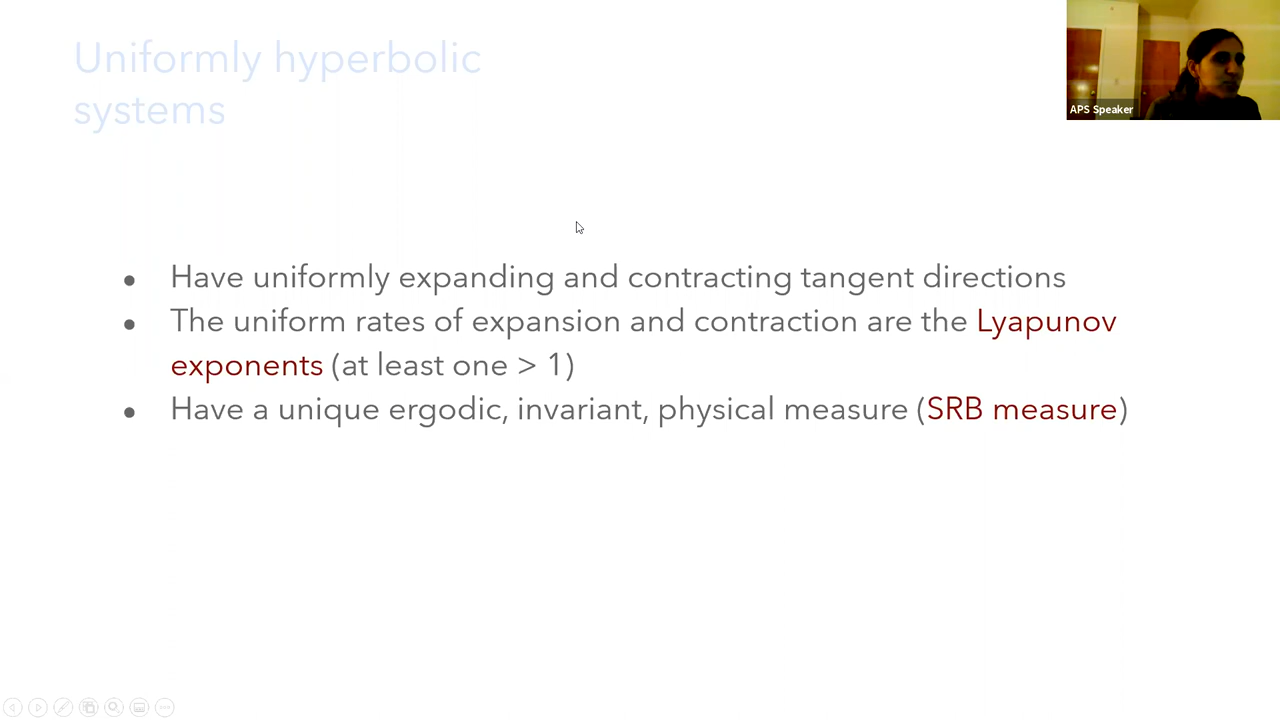 Uniformly hyperbolic
systems
APS Speaker
• Have uniformly expanding and contracting tangent directions
• The uniform rates of expansion and contraction are the Lyapunov
exponents (at least one > 1)
• Have a unique ergodic, invariant, physical measure (SRB measure)